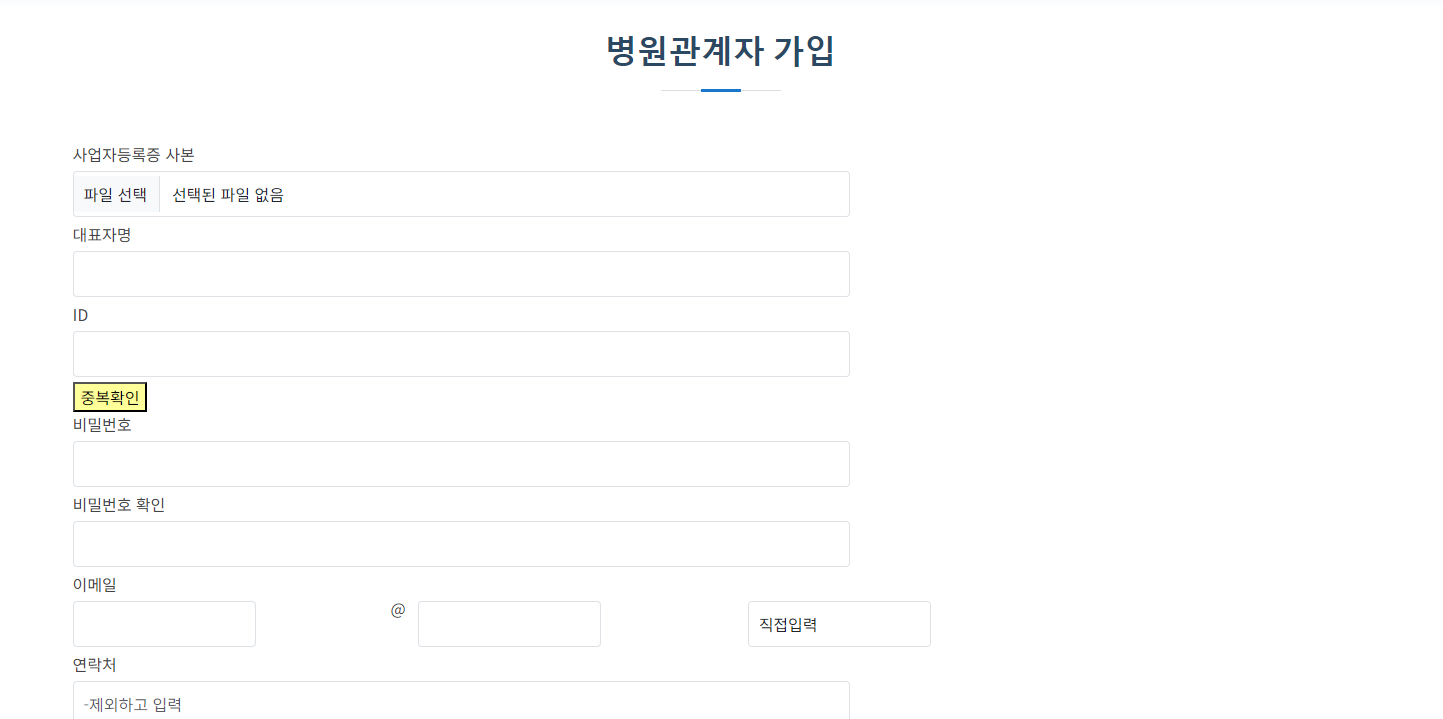 병원관계자 가입
사업자등록증 사본
파일 선택 선택된 파일 없음
대표자명
ID
중복확인
비밀번호
비밀번호 확인
이메일
@ 직접입력
연락처
-제외하고 입력